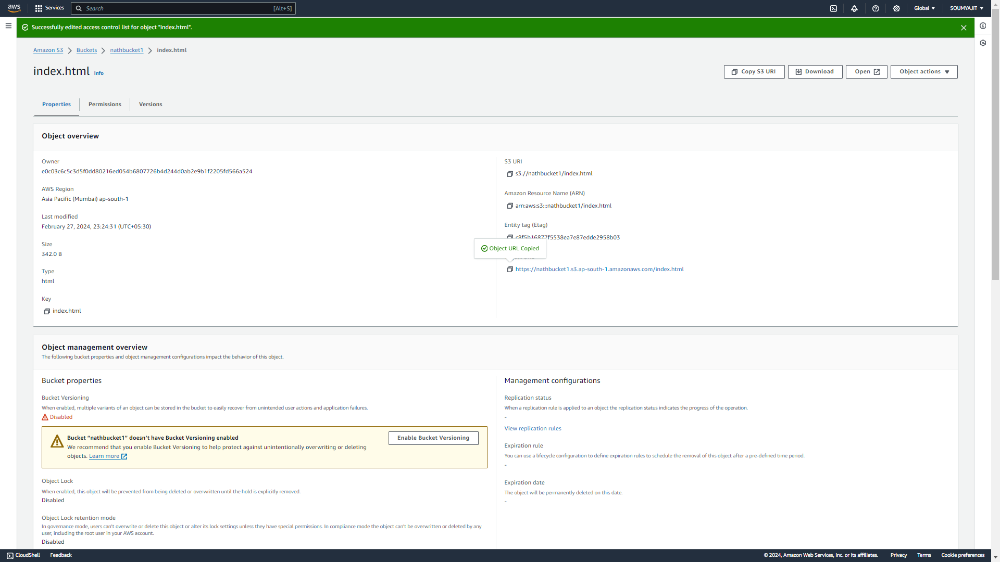 aws
Services
Search
[Alt+S]
Global
SOUMYAJIT
Successfully edited access control list for object "index.html".
Amazon S3 > Buckets > nathbucket1 > index.html
index.html Info
Copy S3 URI
Download
Open
Object actions
Properties
Permissions
Versions
Object overview
Owner
e0c03c6c5c3d5f0dd80216ed054b6807726b4d244d0ab2e9b1f2205fd566a524
AWS Region
Asia Pacific (Mumbai) ap-south-1
Last modified
February 27, 2024, 23:24:31 (UTC+05:30)
Size
342.0 B
Type
html
Key
index.html
S3 URI
s3://nathbucket1/index.html
Amazon Resource Name (ARN)
arn:aws:s3:::nathbucket1/index.html
Entity tag (Etag)
c8f5b16877f5538ea7e87edde2958b03
Object URL Copied
https://nathbucket1.s3.ap-south-1.amazonaws.com/index.html
Object management overview
The following bucket properties and object management configurations impact the behavior of this object.
Bucket properties
Bucket Versioning
When enabled, multiple variants of an object can be stored in the bucket to easily recover from unintended user actions and application failures.
Disabled
Bucket “nathbucket1” doesn’t have Bucket Versioning enabled
We recommend that you enable Bucket Versioning to help protect against unintentionally overwriting or deleting
objects. Learn more
Enable Bucket Versioning
Object Lock
When enabled, this object will be prevented from being deleted or overwritten until the hold is explicitly removed.
Disabled
Object Lock retention mode
In governance mode, users can't overwrite or delete this object or alter its lock settings unless they have special permissions. In compliance mode the object can't be overwritten or deleted by any
user, including the root user in your AWS account.
Disabled
Management configurations
Replication status
When a replication rule is applied to an object the replication status indicates the progress of the operation.
-
View replication rules
Expiration rule
You can use a lifecycle configuration to define expiration rules to schedule the removal of this object after a pre-defined time period.
-
Expiration date
The object will be permanently deleted on this date.
-
CloudShell
Feedback
© 2024, Amazon Web Services, Inc. or its affiliates.
Privacy
Terms
Cookie preferences